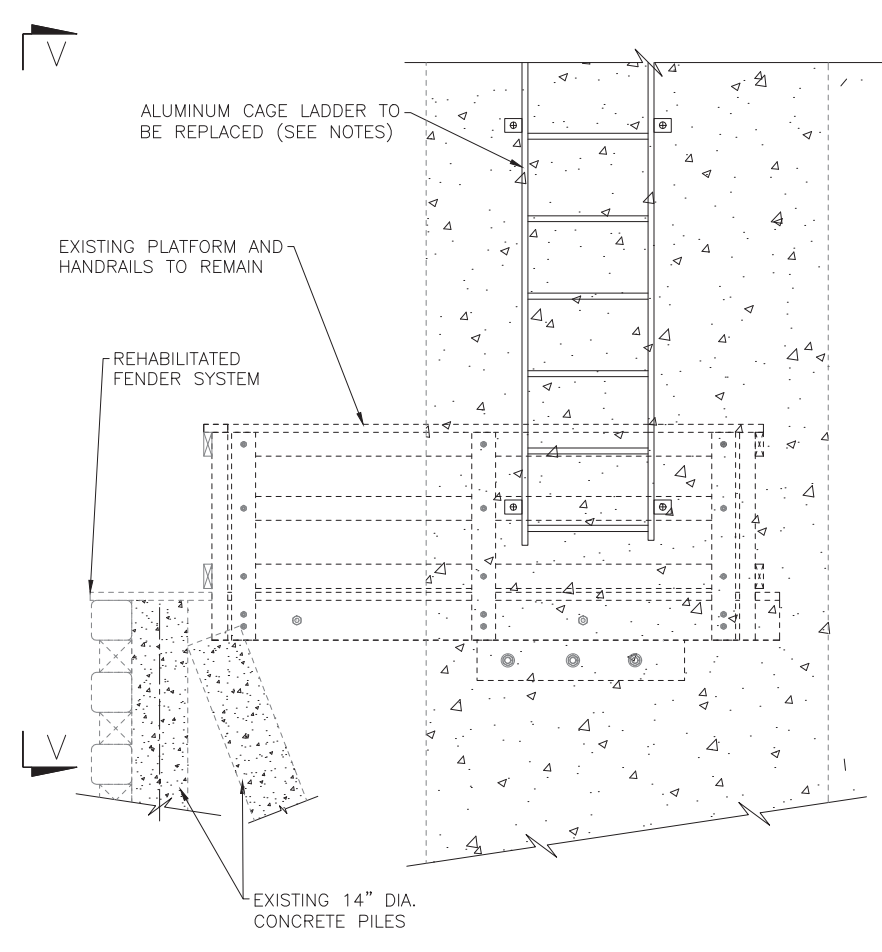 V
ALUMINUM CAGE LADDER TO
BE REPLACED (SEE NOTES)
EXISTING PLATFORM AND
HANDRAILS TO REMAIN
REHABILITATED
FENDER SYSTEM
V
EXISTING 14" DIA.
CONCRETE PILES